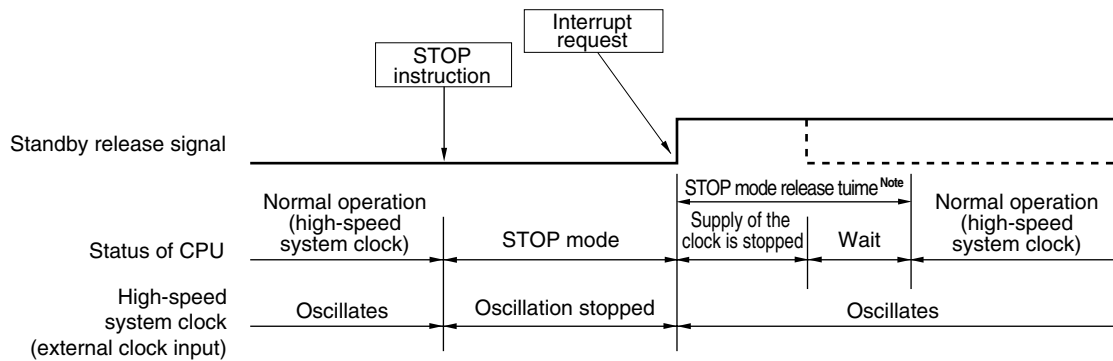 Interrupt
request
STOP
instruction
Standby release signal
STOP mode release tuime Note
Normal operation
(high-speed
system clock)
Supply of the
clock is stopped
Normal operation
(high-speed
system clock)
Status of CPU
STOP mode
Wait
High-speed
system clock
(external clock input)
Oscillates
Oscillation stopped
Oscillates